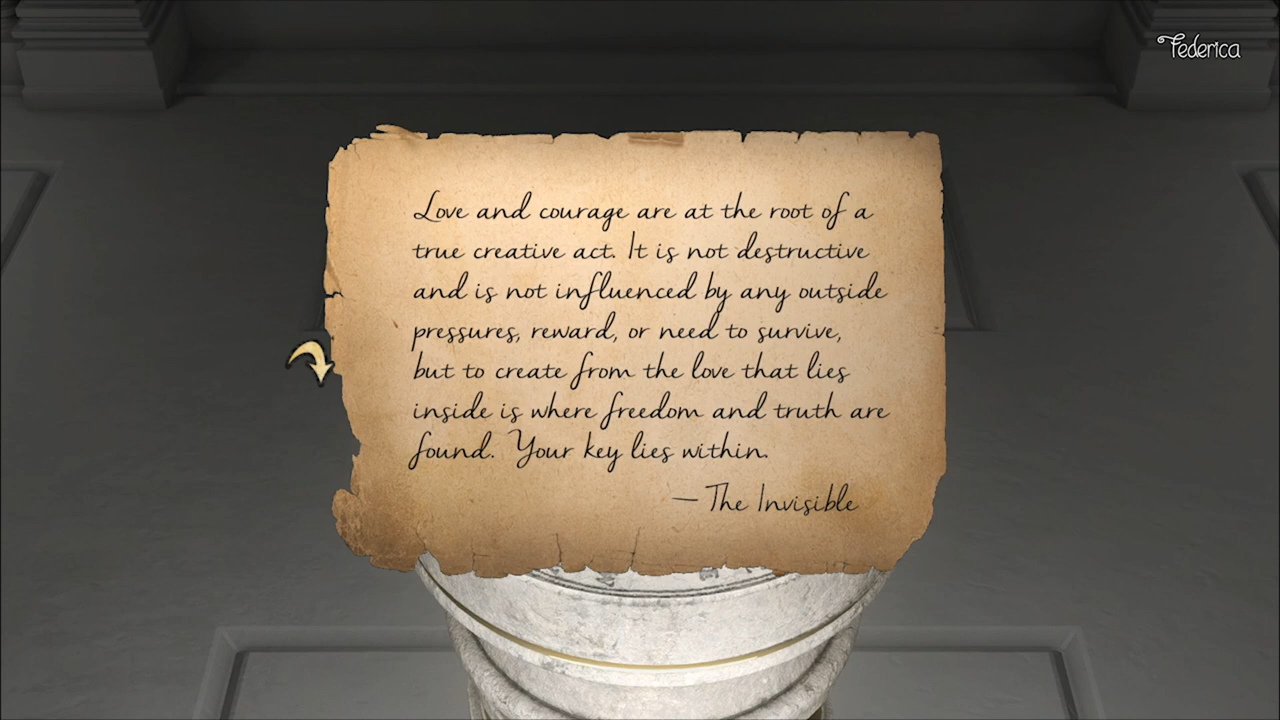 Federica
Love and courage are at the root of a
true creative act. It is not destructive
and is not influenced by any outside
pressures, reward, or need to survive,
but to create from the love that lies
inside is where freedom and truth are
found. Your key lies within.
— The Invisible